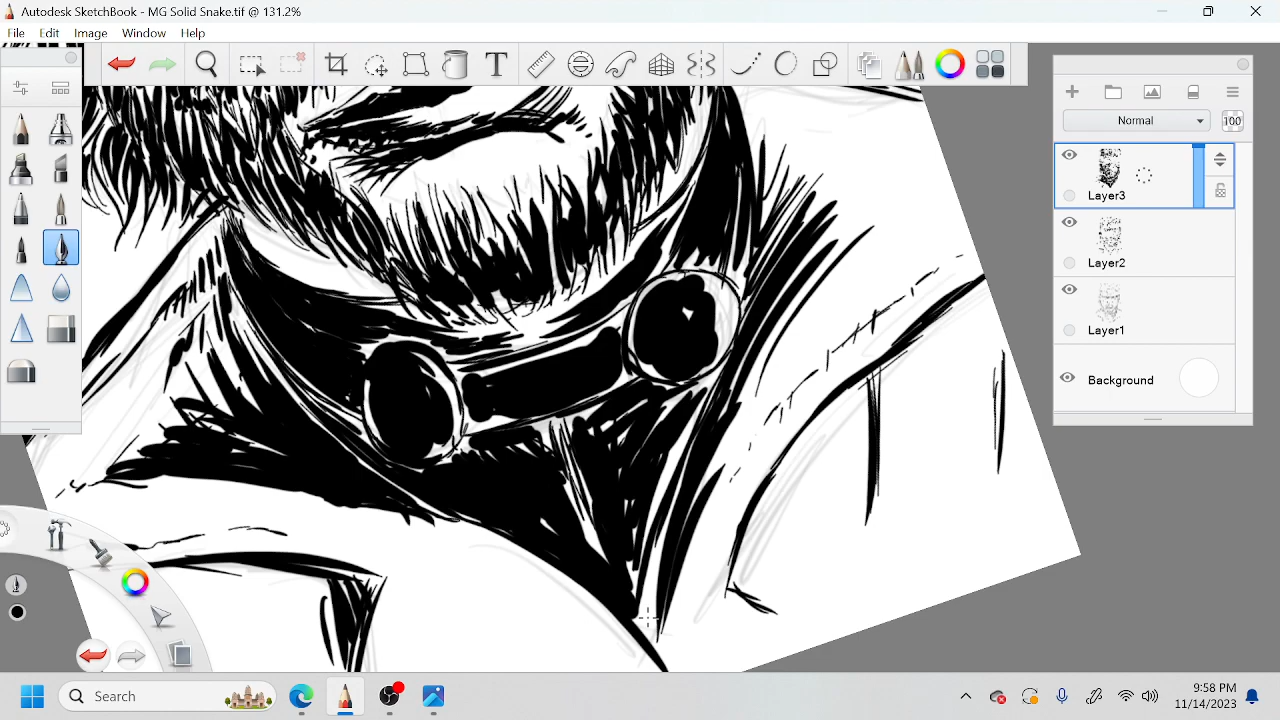 Autodesk SketchBook - MG Solid Snake.tif @ 131.2%
File Edit Image Window Help
T
Normal
100
Layer3
Layer2
Layer1
Background
Search
9:58 PM
11/14/2023